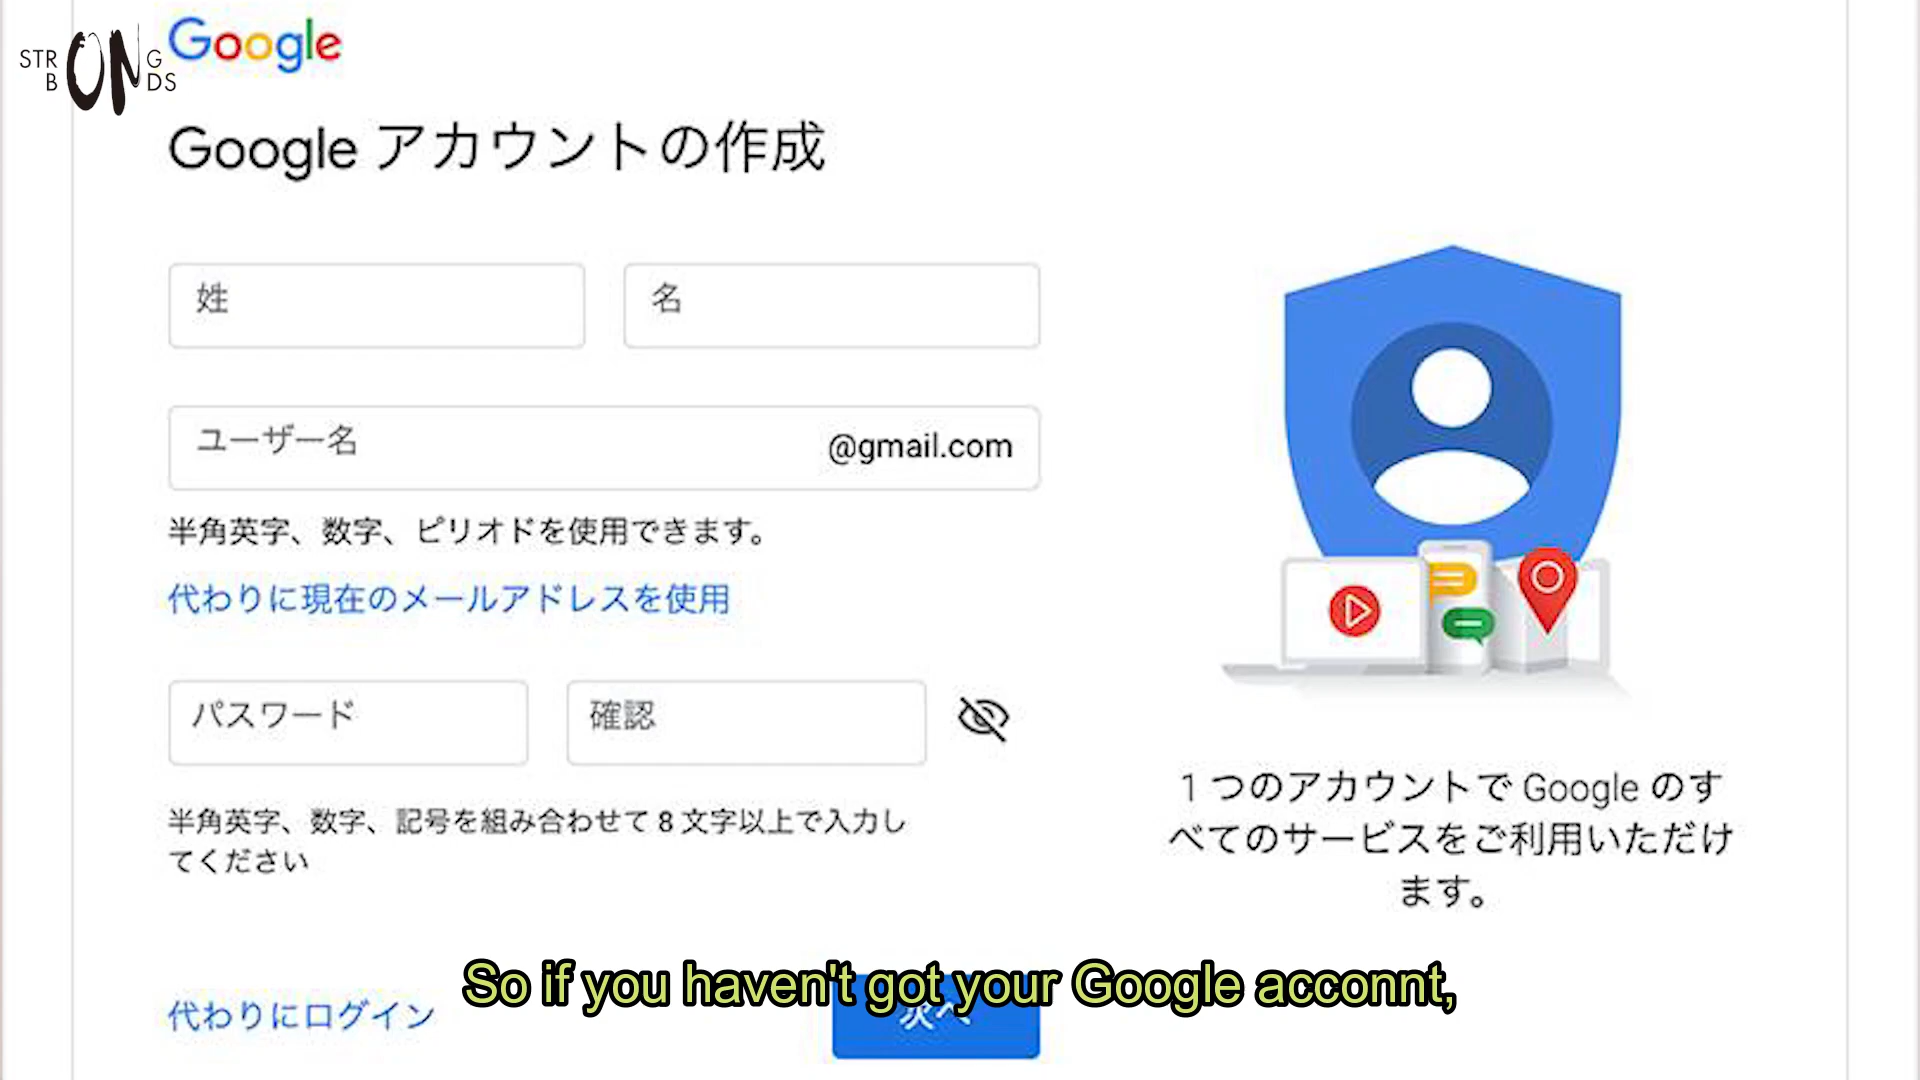 STRONG
BONDS
Google
Google アカウントの作成
姓
名
ユーザー名
@gmail.com
半角英字、数字、ピリオドを使用できます。
代わりに現在のメールアドレスを使用
パスワード
確認
半角英字、数字、記号を組み合わせて 8 文字以上で入力し
てください
1 つのアカウントで Google のす
べてのサービスをご利用いただけ
ます。
代わりにログイン
次へ
So if you haven't got your Google acconnt,